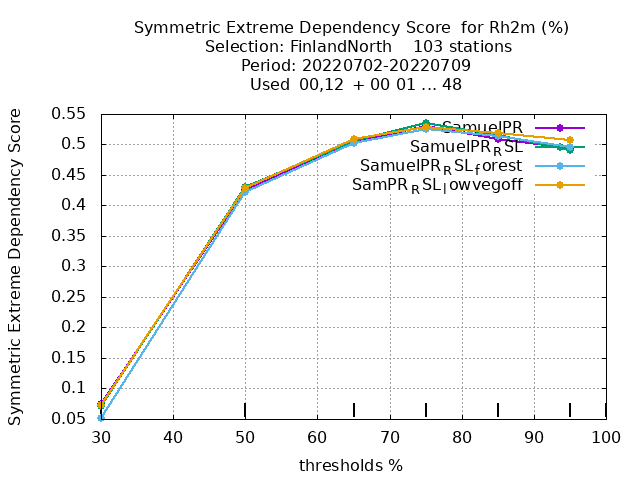 Symmetric Extreme Dependency Score  for Rh2m (%)
Selection: FinlandNorth    103 stations
Period: 20220702-20220709
Used  00,12  + 00 01 ... 48
Symmetric Extreme Dependency Score
0.55
0.5
0.45
0.4
0.35
0.3
0.25
0.2
0.15
0.1
0.05
SamuelPR
SamuelPR_RSL
SamuelPR_RSL_forest
SamPR_RSL_lowvegoff
30 40 50 60 70 80 90 100
thresholds %